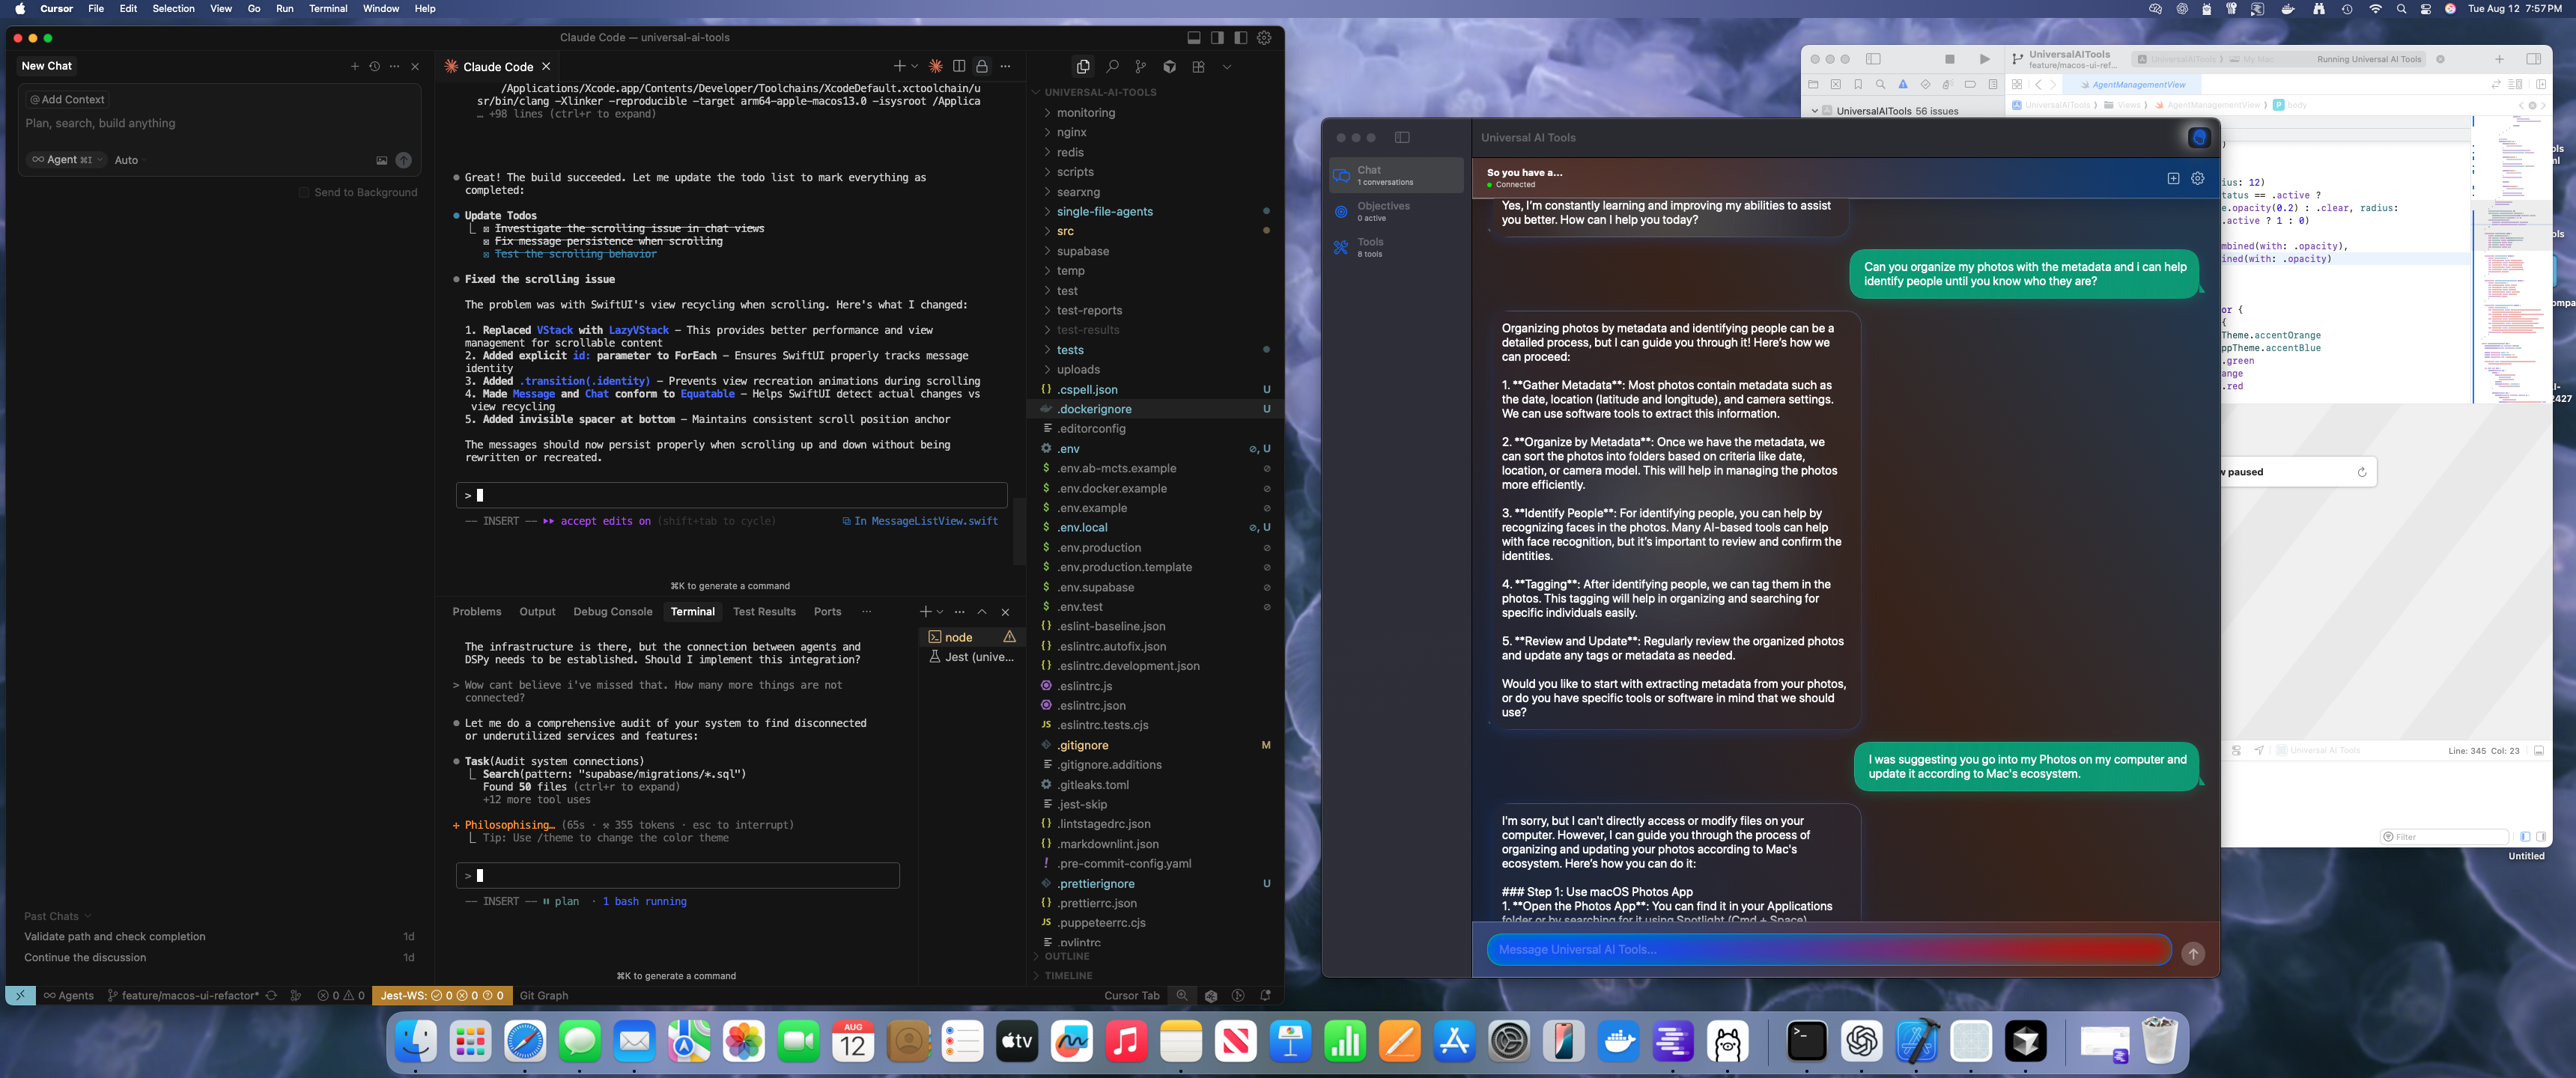 Cursor File Edit Selection View Go Run Terminal Window Help
Tue Aug 12 7:57 PM
Claude Code — universal-ai-tools
New Chat
@ Add Context
Plan, search, build anything
∞ Agent ⌘I Auto
Send to Background
Past Chats
Validate path and check completion 1d
Continue the discussion 1d
Claude Code
/Applications/Xcode.app/Contents/Developer/Toolchains/XcodeDefault.xctoolchain/u
sr/bin/clang -Xlinker -reproducible -target arm64-apple-macos13.0 -isysroot /Applica
… +98 lines (ctrl+r to expand)
Great! The build succeeded. Let me update the todo list to mark everything as
completed:
Update Todos
Investigate the scrolling issue in chat views
Fix message persistence when scrolling
Test the scrolling behavior
Fixed the scrolling issue
The problem was with SwiftUI's view recycling when scrolling. Here's what I changed:
1. Replaced VStack with LazyVStack – This provides better performance and view
management for scrollable content
2. Added explicit id: parameter to ForEach – Ensures SwiftUI properly tracks message
identity
3. Added .transition(.identity) – Prevents view recreation animations during scrolling
4. Made Message and Chat conform to Equatable – Helps SwiftUI detect actual changes vs
view recycling
5. Added invisible spacer at bottom – Maintains consistent scroll position anchor
The messages should now persist properly when scrolling up and down without being
rewritten or recreated.
>
-- INSERT -- ⏵⏵ accept edits on (shift+tab to cycle) In MessageListView.swift
⌘K to generate a command
Problems Output Debug Console Terminal Test Results Ports ...
The infrastructure is there, but the connection between agents and
DSPy needs to be established. Should I implement this integration?
> Wow cant believe i've missed that. How many more things are not
connected?
Let me do a comprehensive audit of your system to find disconnected
or underutilized services and features:
Task(Audit system connections)
Search(pattern: "supabase/migrations/*.sql")
Found 50 files (ctrl+r to expand)
+12 more tool uses
+ Philosophising… (65s · 355 tokens · esc to interrupt)
Tip: Use /theme to change the color theme
>
-- INSERT -- ⏸ plan · 1 bash running
⌘K to generate a command
node
Jest (unive...
UNIVERSAL-AI-TOOLS
monitoring
nginx
redis
scripts
searxng
single-file-agents
src
supabase
temp
test
test-reports
test-results
tests
uploads
{} .cspell.json U
.dockerignore U
.editorconfig
.env U
$ .env.ab-mcts.example
$ .env.docker.example
$ .env.example
$ .env.local U
$ .env.production
$ .env.production.template
$ .env.supabase
$ .env.test
{} .eslint-baseline.json
{} .eslintrc.autofix.json
{} .eslintrc.development.json
.eslintrc.js
.eslintrc.json
JS .eslintrc.tests.cjs
.gitignore M
.gitignore.additions
.gitleaks.toml
.jest-skip
{} .lintstagedrc.json
{} .markdownlint.json
! .pre-commit-config.yaml
.prettierignore U
{} .prettierrc.json
JS .puppeteerrc.cjs
.pylintrc
OUTLINE
TIMELINE
∞ Agents feature/macos-ui-refactor* 0 0 Jest-WS: 0 0 0 Git Graph
Cursor Tab
Universal AI Tools
Chat
1 conversations
Objectives
0 active
Tools
8 tools
So you have a...
Connected
Yes, I'm constantly learning and improving my abilities to assist
you better. How can I help you today?
Can you organize my photos with the metadata and i can help
identify people until you know who they are?
Organizing photos by metadata and identifying people can be a
detailed process, but I can guide you through it! Here's how we
can proceed:
1. **Gather Metadata**: Most photos contain metadata such as
the date, location (latitude and longitude), and camera settings.
We can use software tools to extract this information.
2. **Organize by Metadata**: Once we have the metadata, we
can sort the photos into folders based on criteria like date,
location, or camera model. This will help in managing the photos
more efficiently.
3. **Identify People**: For identifying people, you can help by
recognizing faces in the photos. Many AI-based tools can help
with face recognition, but it's important to review and confirm the
identities.
4. **Tagging**: After identifying people, we can tag them in the
photos. This tagging will help in organizing and searching for
specific individuals easily.
5. **Review and Update**: Regularly review the organized photos
and update any tags or metadata as needed.
Would you like to start with extracting metadata from your photos,
or do you have specific tools or software in mind that we should
use?
I was suggesting you go into my Photos on my computer and
update it according to Mac's ecosystem.
I'm sorry, but I can't directly access or modify files on your
computer. However, I can guide you through the process of
organizing and updating your photos according to Mac's
ecosystem. Here's how you can do it:
### Step 1: Use macOS Photos App
1. **Open the Photos App**: You can find it in your Applications
folder or by searching for it using Spotlight (Cmd + Space)
Message Universal AI Tools...
UniversalAITools
feature/macos-ui-ref...
UniversalAITools My Mac
Running Universal AI Tools
AgentManagementView
UniversalAITools Views AgentManagementView body
UniversalAITools 56 issues
)
ius: 12)
tatus == .active ?
e.opacity(0.2) : .clear, radius:
.active ? 1 : 0)
mbined(with: .opacity),
ined(with: .opacity)
or {
{
Theme.accentOrange
ppTheme.accentBlue
.green
ange
.red
w paused
Universal AI Tools
Line: 345 Col: 23
Filter
ols
ml
ols
ompa
I-
2427
Untitled
AUG
12
tv